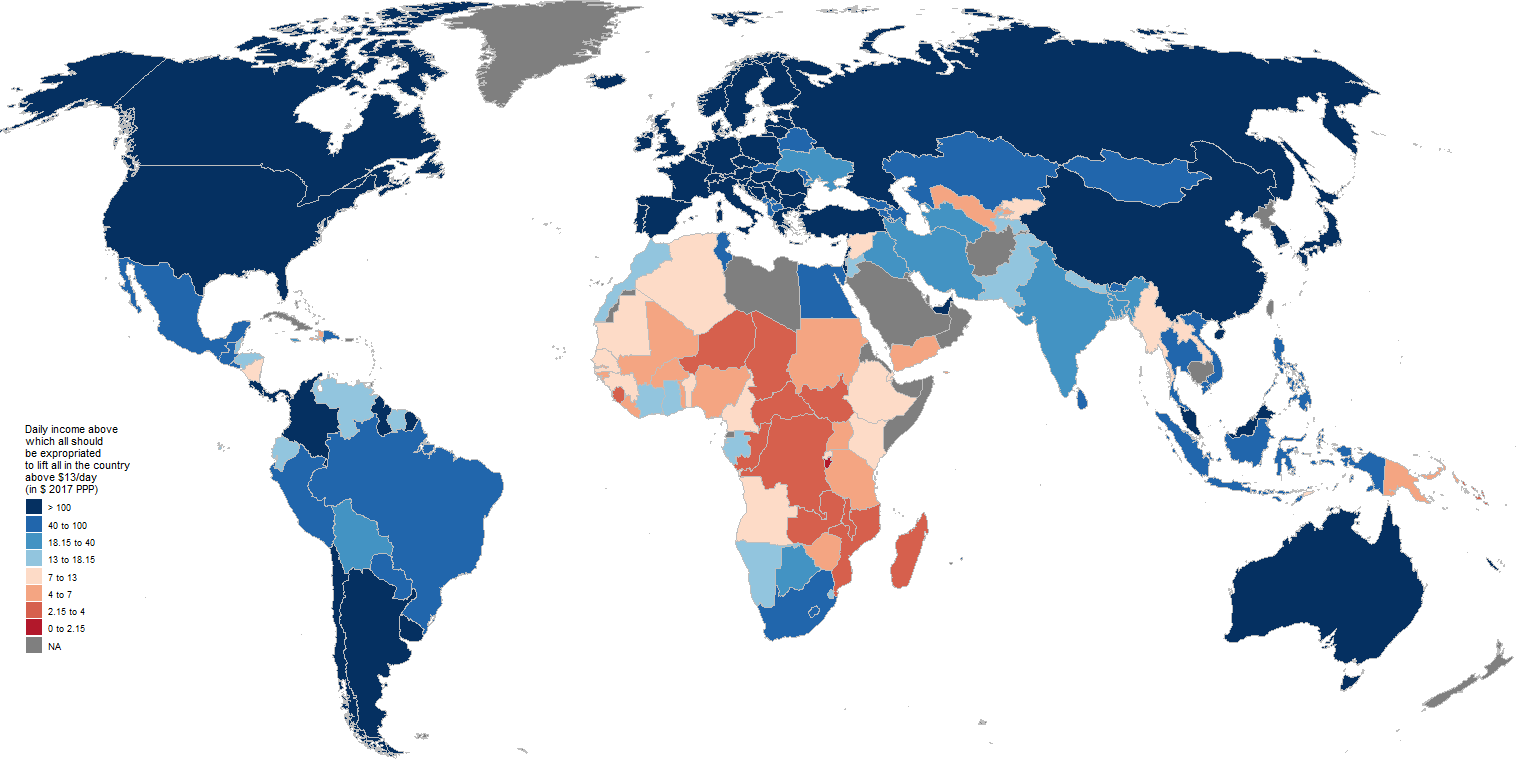 Daily income above
which all should
be expropriated
to lift all in the country
above $13/day
(in $ 2017 PPP)
> 100
40 to 100
18.15 to 40
13 to 18.15
7 to 13
4 to 7
2.15 to 4
0 to 2.15
NA